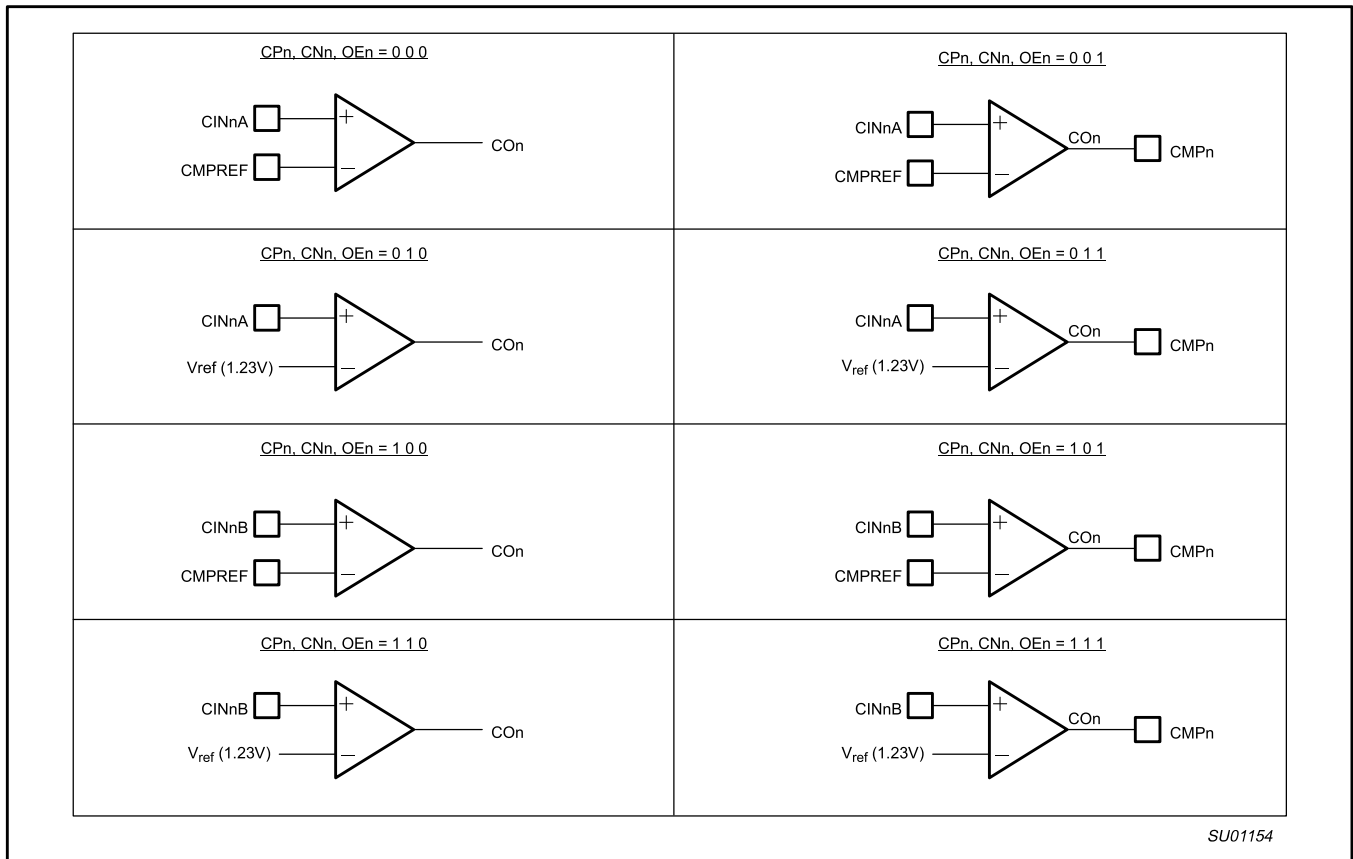 CPn, CNn, OEn = 0 0 0
CINnA
+
CMPREF
–
COn
CPn, CNn, OEn = 0 0 1
CINnA
+
CMPREF
–
COn
CMPn
CPn, CNn, OEn = 0 1 0
CINnA
+
Vref (1.23V)
–
COn
CPn, CNn, OEn = 0 1 1
CINnA
+
Vref (1.23V)
–
COn
CMPn
CPn, CNn, OEn = 1 0 0
CINnB
+
CMPREF
–
COn
CPn, CNn, OEn = 1 0 1
CINnB
+
CMPREF
–
COn
CMPn
CPn, CNn, OEn = 1 1 0
CINnB
+
Vref (1.23V)
–
COn
CPn, CNn, OEn = 1 1 1
CINnB
+
Vref (1.23V)
–
COn
CMPn
SU01154